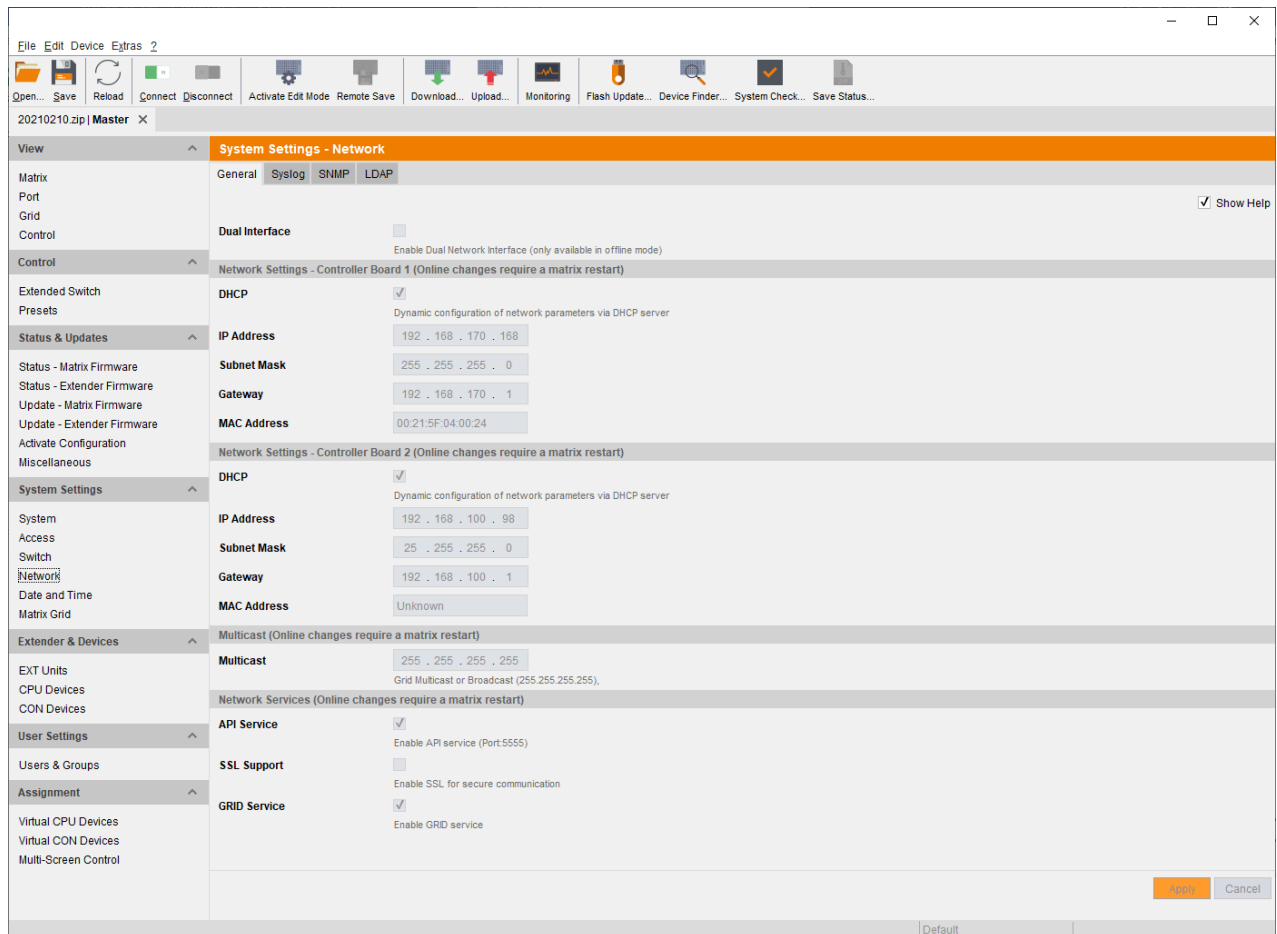 File Edit Device Extras ?
Open... Save Reload Connect Disconnect Activate Edit Mode Remote Save Download... Upload... Monitoring Flash Update... Device Finder... System Check... Save Status...
20210210.zip | Master
View
Matrix
Port
Grid
Control
Control
Extended Switch
Presets
Status & Updates
Status - Matrix Firmware
Status - Extender Firmware
Update - Matrix Firmware
Update - Extender Firmware
Activate Configuration
Miscellaneous
System Settings
System
Access
Switch
Network
Date and Time
Matrix Grid
Extender & Devices
EXT Units
CPU Devices
CON Devices
User Settings
Users & Groups
Assignment
Virtual CPU Devices
Virtual CON Devices
Multi-Screen Control
System Settings - Network
General Syslog SNMP LDAP
Show Help
Dual Interface
Enable Dual Network Interface (only available in offline mode)
Network Settings - Controller Board 1 (Online changes require a matrix restart)
DHCP
Dynamic configuration of network parameters via DHCP server
IP Address 192 . 168 . 170 . 168
Subnet Mask 255 . 255 . 255 . 0
Gateway 192 . 168 . 170 . 1
MAC Address 00:21:5F:04:00:24
Network Settings - Controller Board 2 (Online changes require a matrix restart)
DHCP
Dynamic configuration of network parameters via DHCP server
IP Address 192 . 168 . 100 . 98
Subnet Mask 25 . 255 . 255 . 0
Gateway 192 . 168 . 100 . 1
MAC Address Unknown
Multicast (Online changes require a matrix restart)
Multicast 255 . 255 . 255 . 255
Grid Multicast or Broadcast (255.255.255.255),
Network Services (Online changes require a matrix restart)
API Service
Enable API service (Port:5555)
SSL Support
Enable SSL for secure communication
GRID Service
Enable GRID service
Apply Cancel
Default